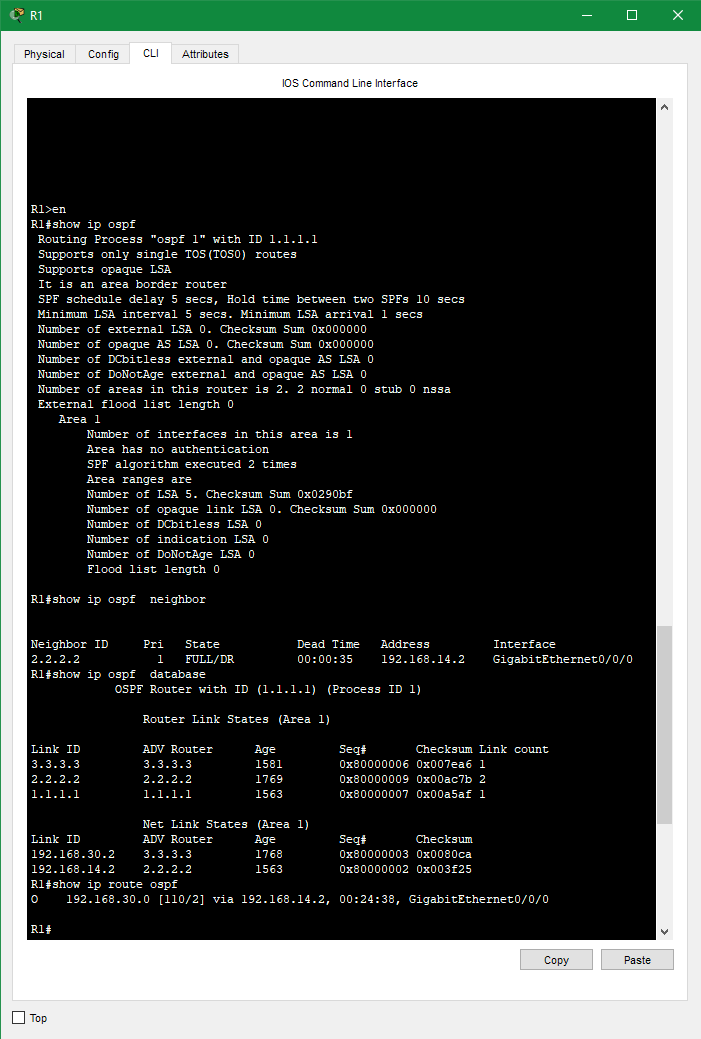 R1
Physical Config CLI Attributes
IOS Command Line Interface
R1>en
R1#show ip ospf
Routing Process "ospf 1" with ID 1.1.1.1
Supports only single TOS(TOS0) routes
Supports opaque LSA
It is an area border router
SPF schedule delay 5 secs, Hold time between two SPFs 10 secs
Minimum LSA interval 5 secs. Minimum LSA arrival 1 secs
Number of external LSA 0. Checksum Sum 0x000000
Number of opaque AS LSA 0. Checksum Sum 0x000000
Number of DCbitless external and opaque AS LSA 0
Number of DoNotAge external and opaque AS LSA 0
Number of areas in this router is 2. 2 normal 0 stub 0 nssa
External flood list length 0
Area 1
Number of interfaces in this area is 1
Area has no authentication
SPF algorithm executed 2 times
Area ranges are
Number of LSA 5. Checksum Sum 0x0290bf
Number of opaque link LSA 0. Checksum Sum 0x000000
Number of DCbitless LSA 0
Number of indication LSA 0
Number of DoNotAge LSA 0
Flood list length 0
R1#show ip ospf  neighbor
Neighbor ID     Pri   State           Dead Time   Address         Interface
2.2.2.2           1   FULL/DR         00:00:35    192.168.14.2    GigabitEthernet0/0/0
R1#show ip ospf  database
OSPF Router with ID (1.1.1.1) (Process ID 1)
Router Link States (Area 1)
Link ID         ADV Router      Age         Seq#       Checksum Link count
3.3.3.3         3.3.3.3         1581        0x80000006 0x007ea6 1
2.2.2.2         2.2.2.2         1769        0x80000009 0x00ac7b 2
1.1.1.1         1.1.1.1         1563        0x80000007 0x00a5af 1
Net Link States (Area 1)
Link ID         ADV Router      Age         Seq#       Checksum
192.168.30.2    3.3.3.3         1768        0x80000003 0x0080ca
192.168.14.2    2.2.2.2         1563        0x80000002 0x003f25
R1#show ip route ospf
O    192.168.30.0 [110/2] via 192.168.14.2, 00:24:38, GigabitEthernet0/0/0
R1#
Copy Paste
Top